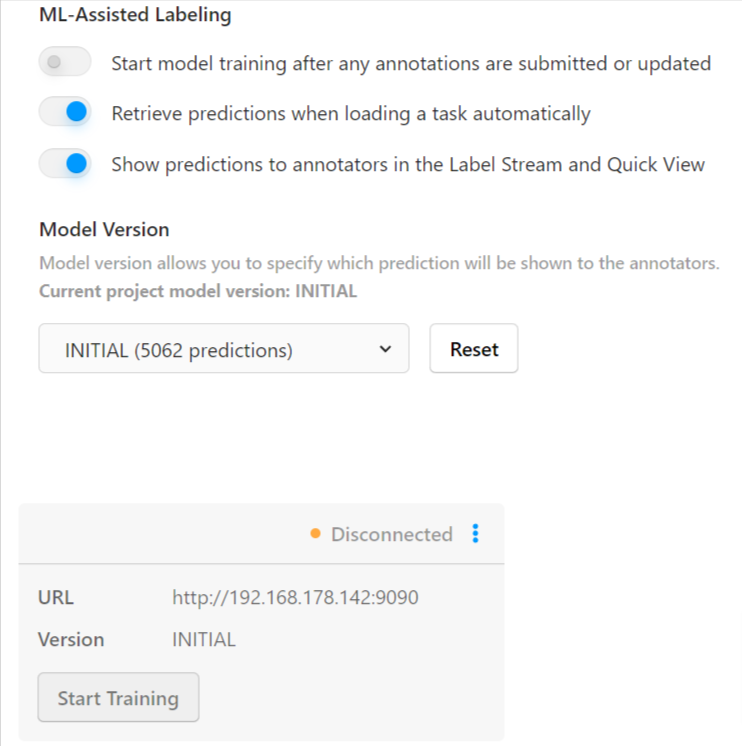 ML-Assisted Labeling
Start model training after any annotations are submitted or updated
Retrieve predictions when loading a task automatically
Show predictions to annotators in the Label Stream and Quick View
Model Version
Model version allows you to specify which prediction will be shown to the annotators.
Current project model version: INITIAL
INITIAL (5062 predictions)
Reset
Disconnected
URL http://192.168.178.142:9090
Version INITIAL
Start Training